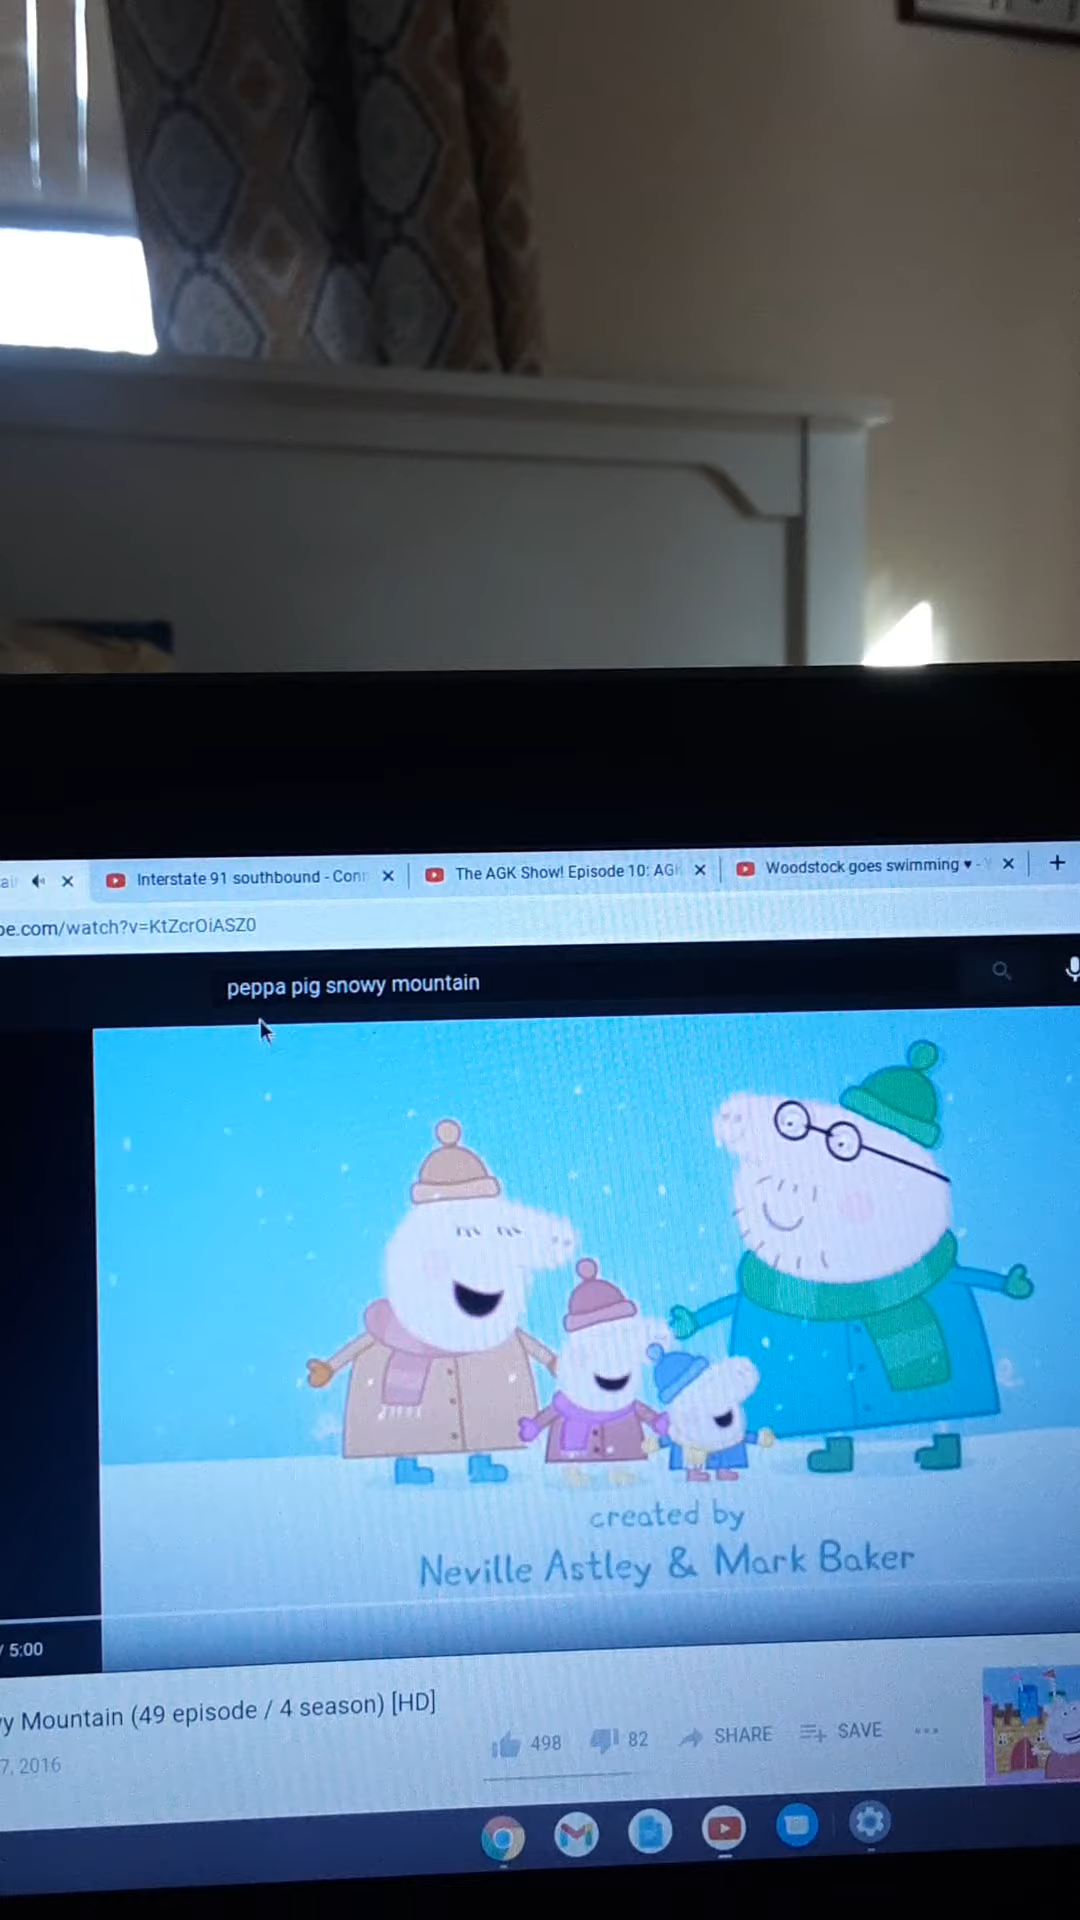 Interstate 91 southbound - Conn
The AGK Show! Episode 10: AGK
Woodstock goes swimming ♥ - Y
be.com/watch?v=KtZcrOiASZ0
peppa pig snowy mountain
created by
Neville Astley & Mark Baker
/ 5:00
y Mountain (49 episode / 4 season) [HD]
498
82
SHARE
SAVE
7, 2016